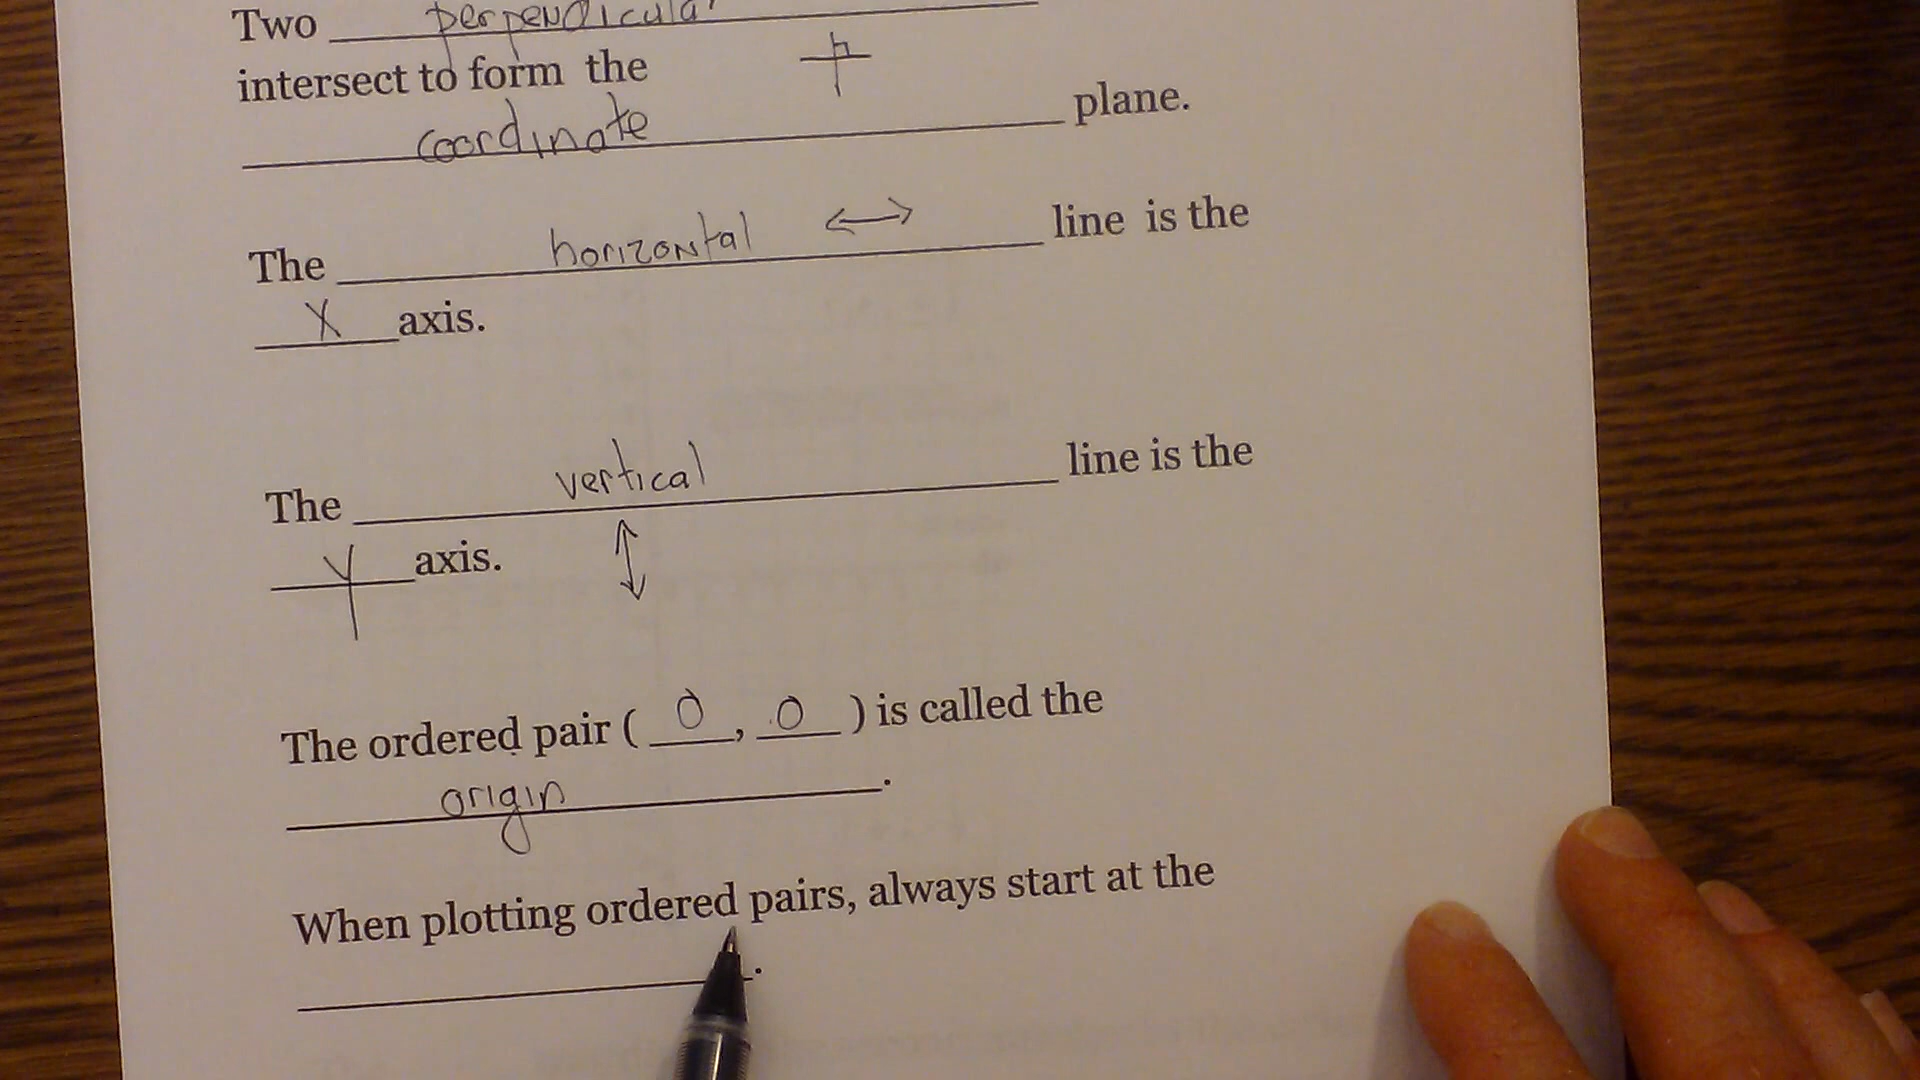 Two perpendicular
intersect to form the
coordinate plane.
The horizontal line is the
X axis.
The vertical line is the
y axis.
The ordered pair ( 0 , 0 ) is called the
origin .
When plotting ordered pairs, always start at the
.